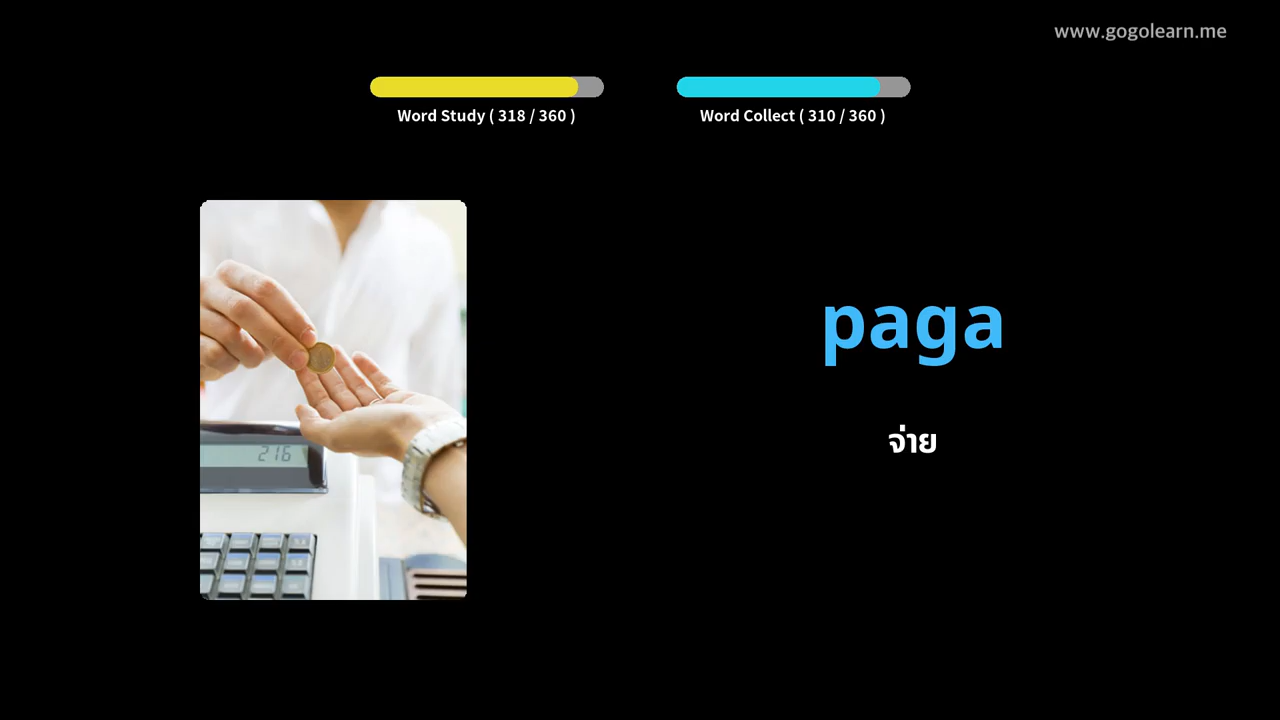 www.gogolearn.me
Word Study ( 318 / 360 )
Word Collect ( 310 / 360 )
216
paga
จ่าย